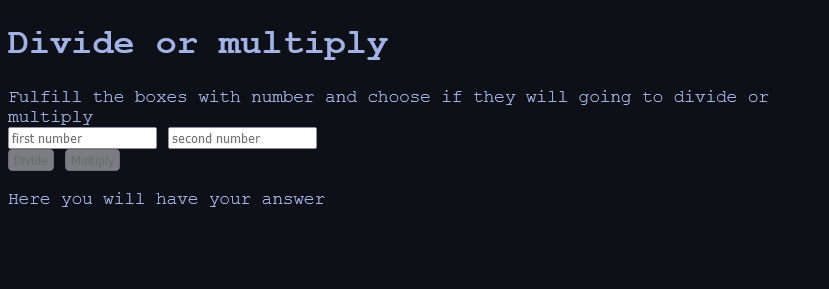 Divide or multiply
Fulfill the boxes with number and choose if they will going to divide or
multiply
first number second number
Divide Multiply
Here you will have your answer